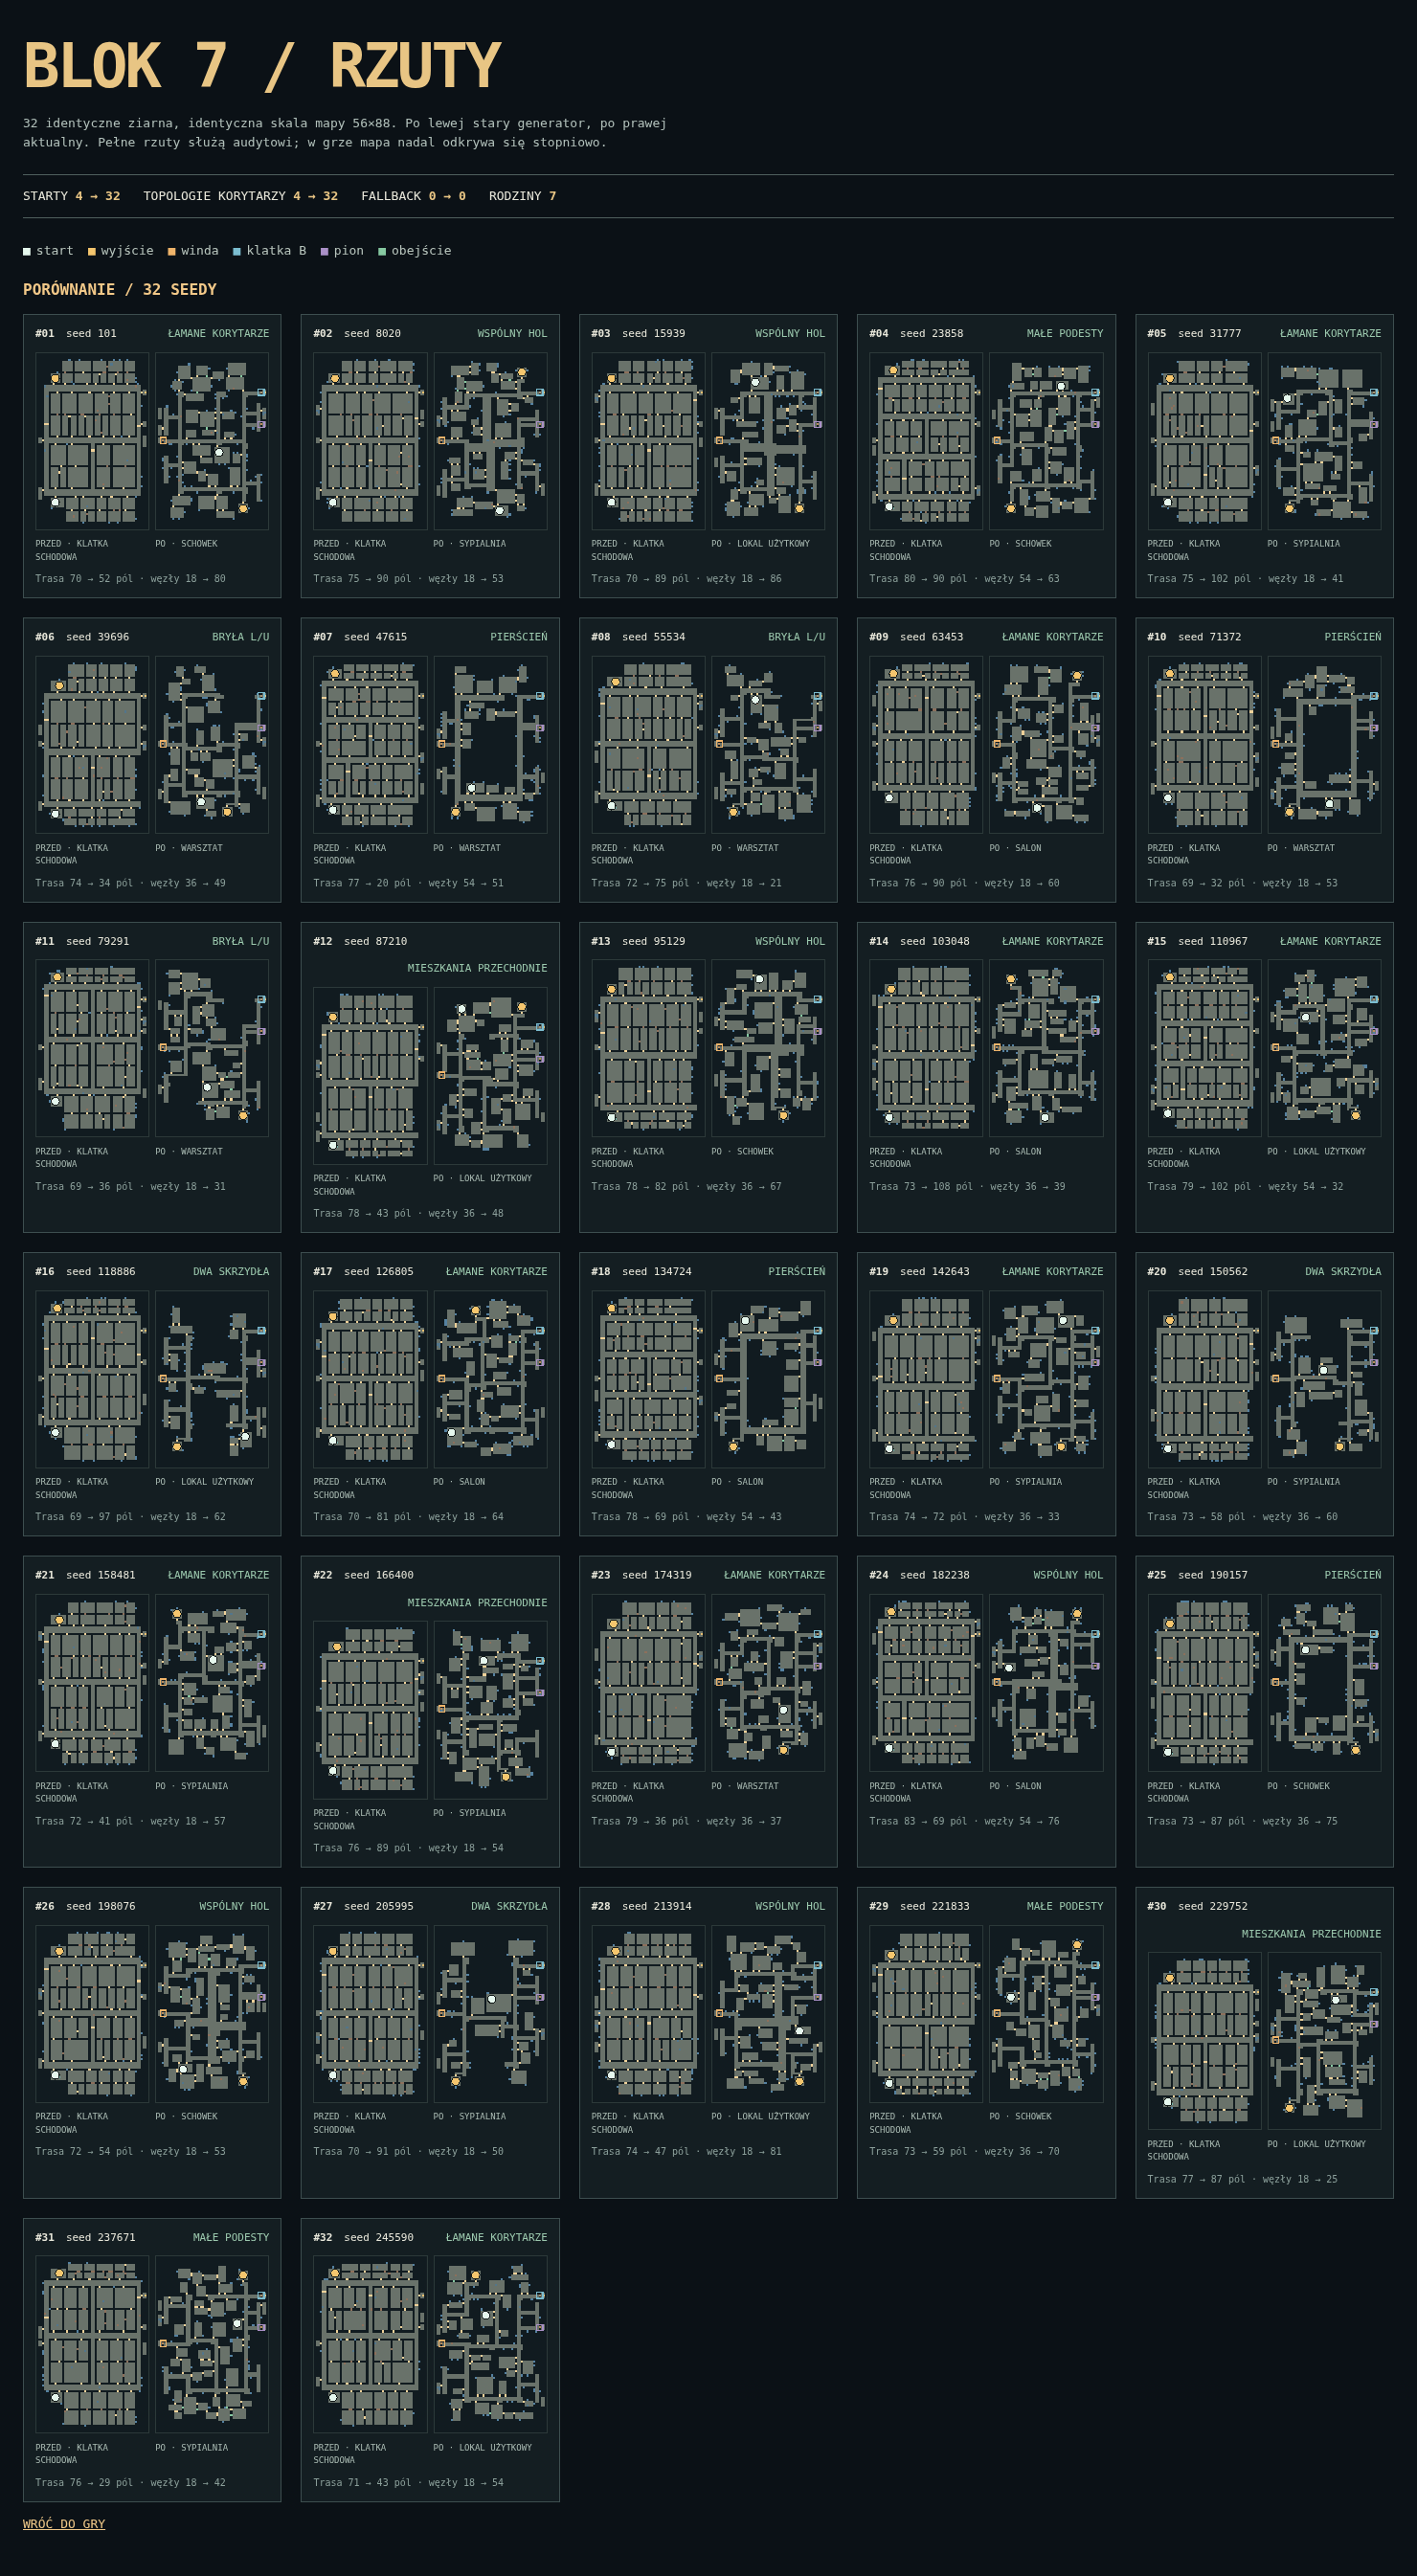 BLOK 7 / RZUTY
32 identyczne ziarna, identyczna skala mapy 56×88. Po lewej stary generator, po prawej
aktualny. Pełne rzuty służą audytowi; w grze mapa nadal odkrywa się stopniowo.
STARTY 4 → 32 TOPOLOGIE KORYTARZY 4 → 32 FALLBACK 0 → 0 RODZINY 7
start wyjście winda klatka B pion obejście
PORÓWNANIE / 32 SEEDY
#01 seed 101 ŁAMANE KORYTARZE
PRZED · KLATKA
SCHODOWA
PO · SCHOWEK
Trasa 70 → 52 pól · węzły 18 → 80
#02 seed 8020 WSPÓLNY HOL
PRZED · KLATKA
SCHODOWA
PO · SYPIALNIA
Trasa 75 → 90 pól · węzły 18 → 53
#03 seed 15939 WSPÓLNY HOL
PRZED · KLATKA
SCHODOWA
PO · LOKAL UŻYTKOWY
Trasa 70 → 89 pól · węzły 18 → 86
#04 seed 23858 MAŁE PODESTY
PRZED · KLATKA
SCHODOWA
PO · SCHOWEK
Trasa 80 → 90 pól · węzły 54 → 63
#05 seed 31777 ŁAMANE KORYTARZE
PRZED · KLATKA
SCHODOWA
PO · SYPIALNIA
Trasa 75 → 102 pól · węzły 18 → 41
#06 seed 39696 BRYŁA L/U
PRZED · KLATKA
SCHODOWA
PO · WARSZTAT
Trasa 74 → 34 pól · węzły 36 → 49
#07 seed 47615 PIERŚCIEŃ
PRZED · KLATKA
SCHODOWA
PO · WARSZTAT
Trasa 77 → 20 pól · węzły 54 → 51
#08 seed 55534 BRYŁA L/U
PRZED · KLATKA
SCHODOWA
PO · WARSZTAT
Trasa 72 → 75 pól · węzły 18 → 21
#09 seed 63453 ŁAMANE KORYTARZE
PRZED · KLATKA
SCHODOWA
PO · SALON
Trasa 76 → 90 pól · węzły 18 → 60
#10 seed 71372 PIERŚCIEŃ
PRZED · KLATKA
SCHODOWA
PO · WARSZTAT
Trasa 69 → 32 pól · węzły 18 → 53
#11 seed 79291 BRYŁA L/U
PRZED · KLATKA
SCHODOWA
PO · WARSZTAT
Trasa 69 → 36 pól · węzły 18 → 31
#12 seed 87210
MIESZKANIA PRZECHODNIE
PRZED · KLATKA
SCHODOWA
PO · LOKAL UŻYTKOWY
Trasa 78 → 43 pól · węzły 36 → 48
#13 seed 95129 WSPÓLNY HOL
PRZED · KLATKA
SCHODOWA
PO · SCHOWEK
Trasa 78 → 82 pól · węzły 36 → 67
#14 seed 103048 ŁAMANE KORYTARZE
PRZED · KLATKA
SCHODOWA
PO · SALON
Trasa 73 → 108 pól · węzły 36 → 39
#15 seed 110967 ŁAMANE KORYTARZE
PRZED · KLATKA
SCHODOWA
PO · LOKAL UŻYTKOWY
Trasa 79 → 102 pól · węzły 54 → 32
#16 seed 118886 DWA SKRZYDŁA
PRZED · KLATKA
SCHODOWA
PO · LOKAL UŻYTKOWY
Trasa 69 → 97 pól · węzły 18 → 62
#17 seed 126805 ŁAMANE KORYTARZE
PRZED · KLATKA
SCHODOWA
PO · SALON
Trasa 70 → 81 pól · węzły 18 → 64
#18 seed 134724 PIERŚCIEŃ
PRZED · KLATKA
SCHODOWA
PO · SALON
Trasa 78 → 69 pól · węzły 54 → 43
#19 seed 142643 ŁAMANE KORYTARZE
PRZED · KLATKA
SCHODOWA
PO · SYPIALNIA
Trasa 74 → 72 pól · węzły 36 → 33
#20 seed 150562 DWA SKRZYDŁA
PRZED · KLATKA
SCHODOWA
PO · SYPIALNIA
Trasa 73 → 58 pól · węzły 36 → 60
#21 seed 158481 ŁAMANE KORYTARZE
PRZED · KLATKA
SCHODOWA
PO · SYPIALNIA
Trasa 72 → 41 pól · węzły 18 → 57
#22 seed 166400
MIESZKANIA PRZECHODNIE
PRZED · KLATKA
SCHODOWA
PO · SYPIALNIA
Trasa 76 → 89 pól · węzły 18 → 54
#23 seed 174319 ŁAMANE KORYTARZE
PRZED · KLATKA
SCHODOWA
PO · WARSZTAT
Trasa 79 → 36 pól · węzły 36 → 37
#24 seed 182238 WSPÓLNY HOL
PRZED · KLATKA
SCHODOWA
PO · SALON
Trasa 83 → 69 pól · węzły 54 → 76
#25 seed 190157 PIERŚCIEŃ
PRZED · KLATKA
SCHODOWA
PO · SCHOWEK
Trasa 73 → 87 pól · węzły 36 → 75
#26 seed 198076 WSPÓLNY HOL
PRZED · KLATKA
SCHODOWA
PO · SCHOWEK
Trasa 72 → 54 pól · węzły 18 → 53
#27 seed 205995 DWA SKRZYDŁA
PRZED · KLATKA
SCHODOWA
PO · SYPIALNIA
Trasa 70 → 91 pól · węzły 18 → 50
#28 seed 213914 WSPÓLNY HOL
PRZED · KLATKA
SCHODOWA
PO · LOKAL UŻYTKOWY
Trasa 74 → 47 pól · węzły 18 → 81
#29 seed 221833 MAŁE PODESTY
PRZED · KLATKA
SCHODOWA
PO · SCHOWEK
Trasa 73 → 59 pól · węzły 36 → 70
#30 seed 229752
MIESZKANIA PRZECHODNIE
PRZED · KLATKA
SCHODOWA
PO · LOKAL UŻYTKOWY
Trasa 77 → 87 pól · węzły 18 → 25
#31 seed 237671 MAŁE PODESTY
PRZED · KLATKA
SCHODOWA
PO · SYPIALNIA
Trasa 76 → 29 pól · węzły 18 → 42
#32 seed 245590 ŁAMANE KORYTARZE
PRZED · KLATKA
SCHODOWA
PO · LOKAL UŻYTKOWY
Trasa 71 → 43 pól · węzły 18 → 54
WRÓĆ DO GRY